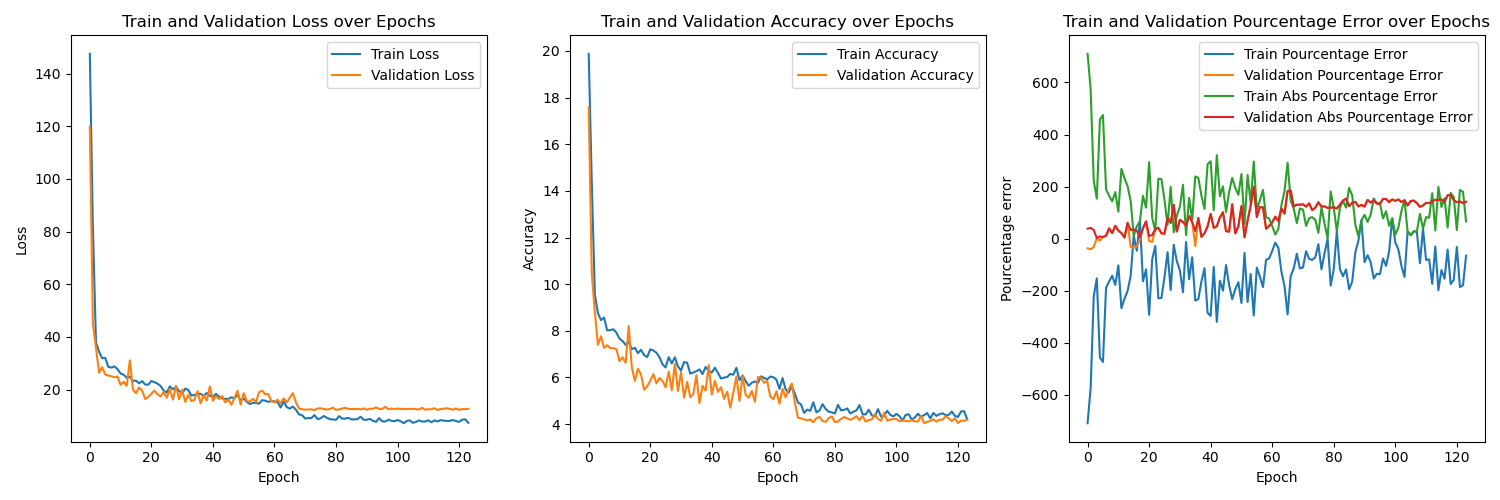 Train and Validation Loss over Epochs
Train Loss
Validation Loss
Loss
140
120
100
80
60
40
20
0
20
40
60
80
100
120
Epoch
Train and Validation Accuracy over Epochs
Train Accuracy
Validation Accuracy
Accuracy
20
18
16
14
12
10
8
6
4
0
20
40
60
80
100
120
Epoch
Train and Validation Pourcentage Error over Epochs
Train Pourcentage Error
Validation Pourcentage Error
Train Abs Pourcentage Error
Validation Abs Pourcentage Error
Pourcentage error
600
400
200
0
−200
−400
−600
0
20
40
60
80
100
120
Epoch